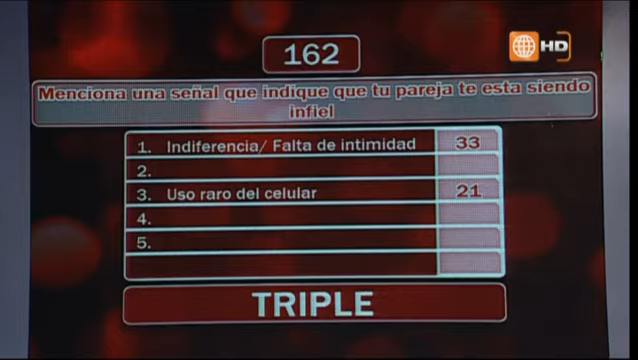 HD
162
Menciona una señal que indique que tu pareja te esta siendo
infiel
1. Indiferencia/ Falta de intimidad 33
2.
3. Uso raro del celular 21
4.
5.
TRIPLE